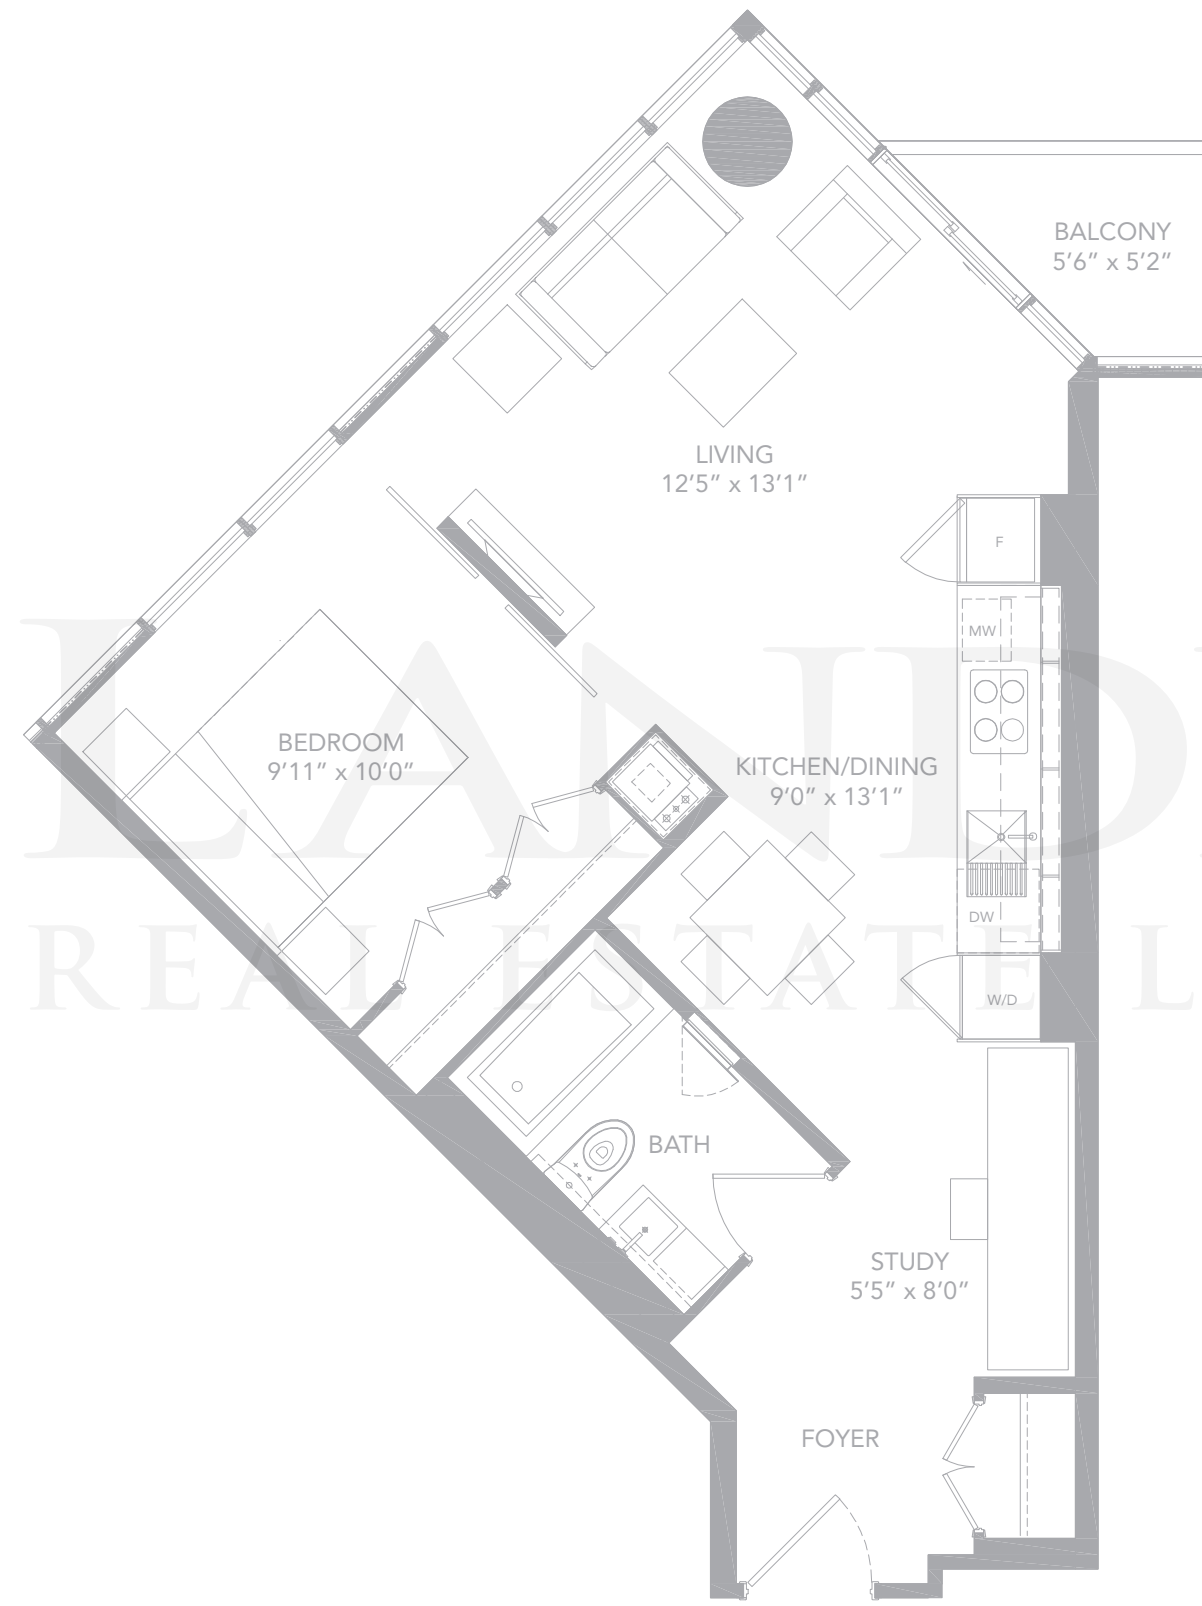 BALCONY
5’6” x 5’2”
LIVING
12’5” x 13’1”
F
MW
BEDROOM
9’11” x 10’0”
KITCHEN/DINING
9’0” x 13’1”
LAND
DW
REAL ESTATE L
W/D
BATH
STUDY
5’5” x 8’0”
FOYER